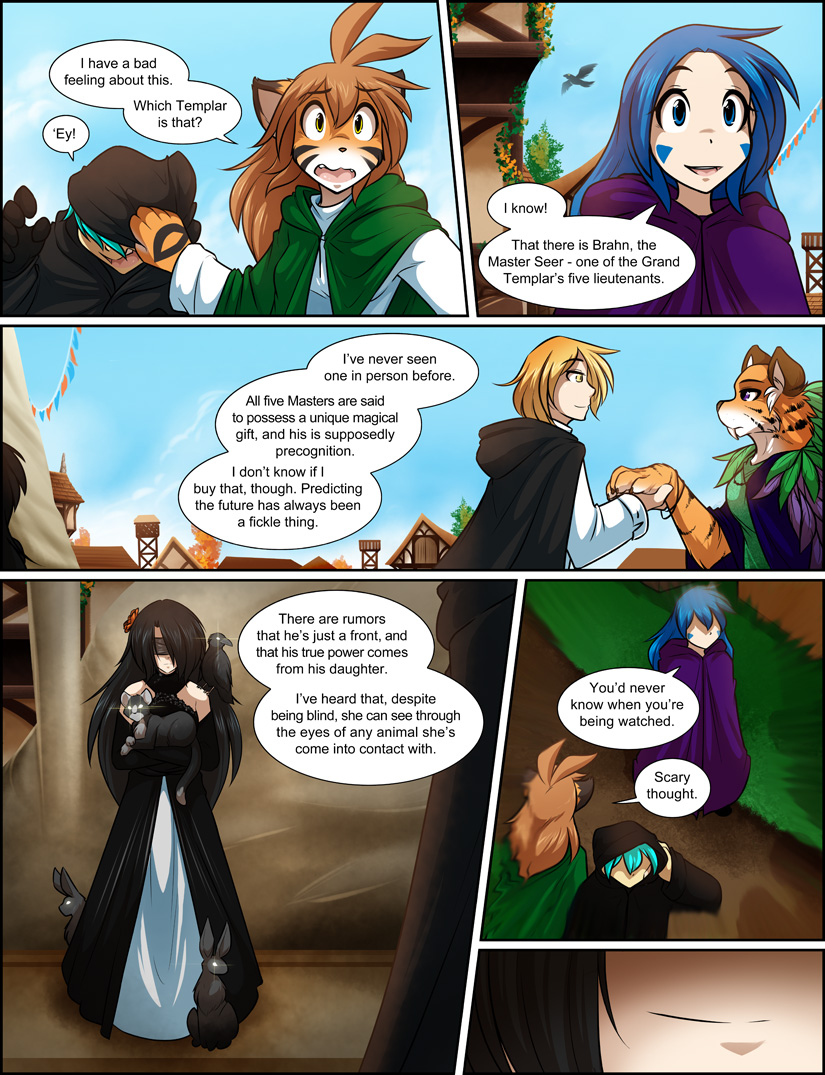 I have a bad
feeling about this.
Which Templar
is that?
‘Ey!
I know!
That there is Brahn, the
Master Seer - one of the Grand
Templar's five lieutenants.
I've never seen
one in person before.
All five Masters are said
to possess a unique magical
gift, and his is supposedly
precognition.
I don't know if I
buy that, though. Predicting
the future has always been
a fickle thing.
There are rumors
that he's just a front, and
that his true power comes
from his daughter.
I've heard that, despite
being blind, she can see through
the eyes of any animal she's
come into contact with.
You'd never
know when you're
being watched.
Scary
thought.